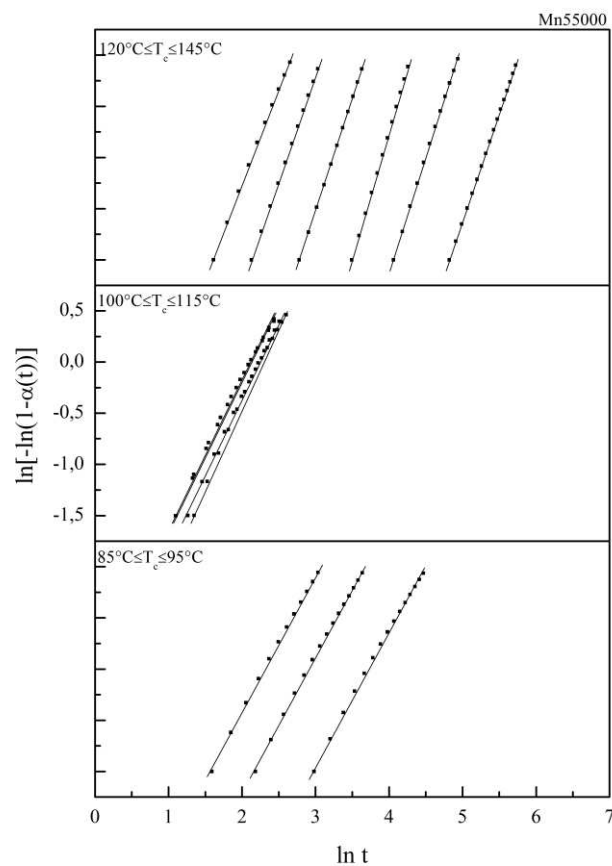 Mn55000
120°C≤T_c≤145°C
100°C≤T_c≤115°C
0,5
0,0
-0,5
-1,0
-1,5
ln[-ln(1-α(t))]
85°C≤T_c≤95°C
0 1 2 3 4 5 6 7
ln t